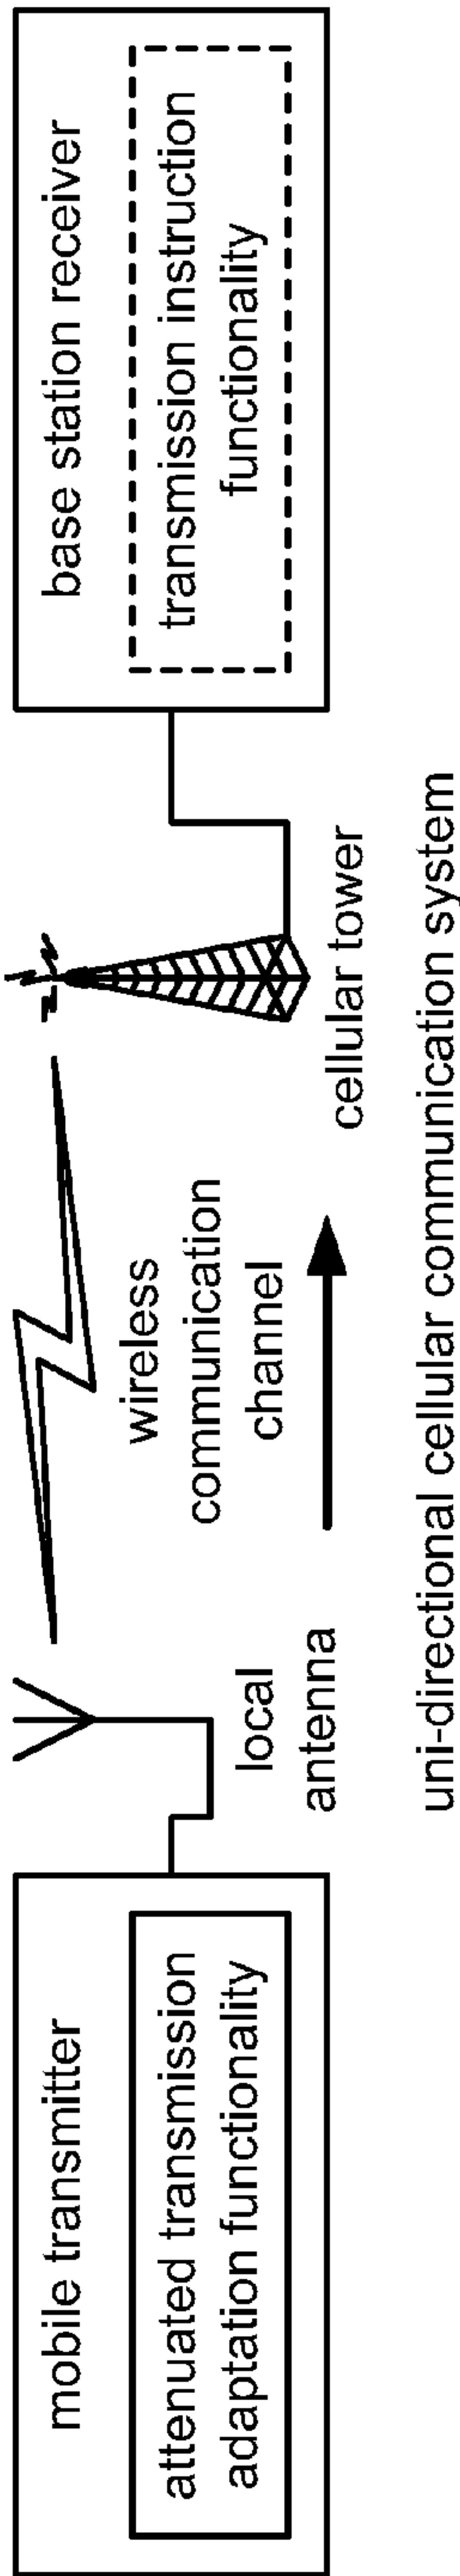 mobile transmitter
attenuated transmission
adaptation functionality
local
antenna
wireless
communication
channel
cellular tower
base station receiver
transmission instruction
functionality
uni-directional cellular communication system